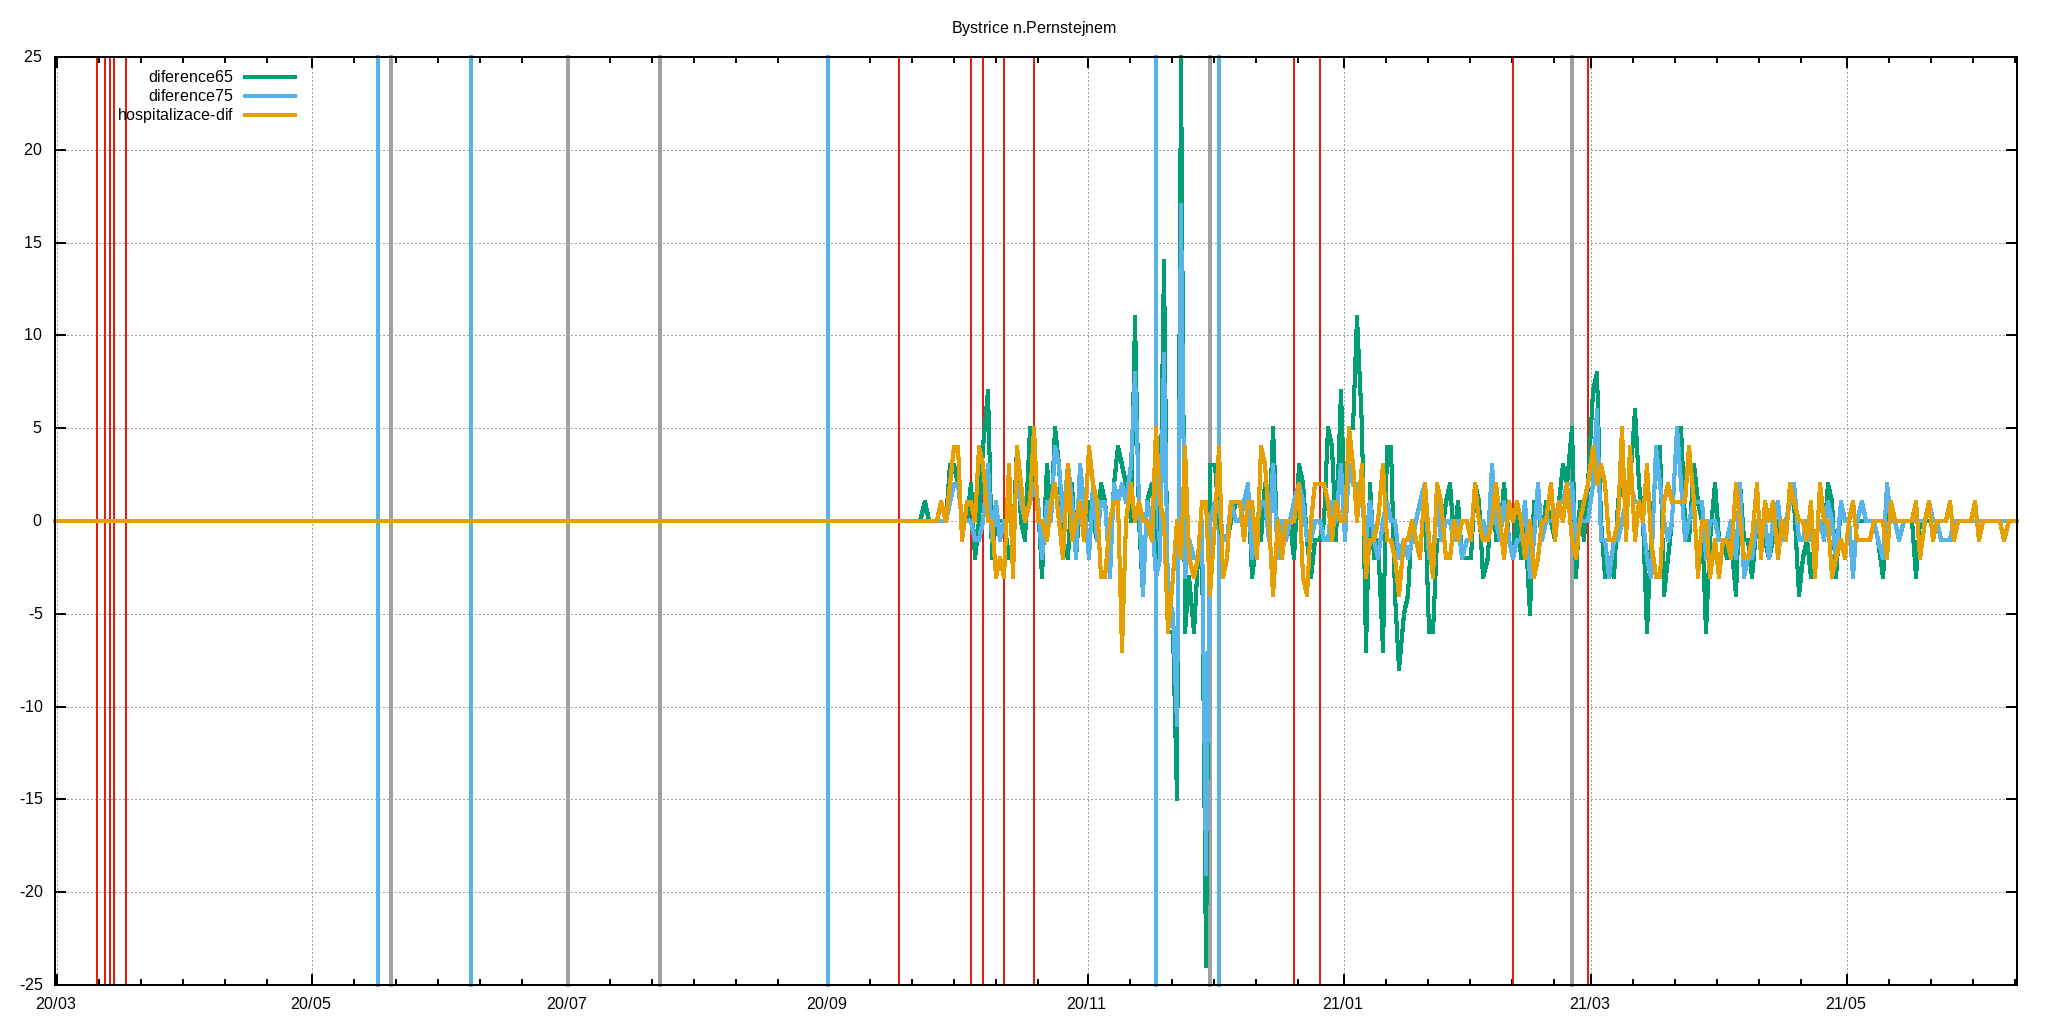 Bystrice n.Pernstejnem
diference65
diference75
hospitalizace-dif
25
20
15
10
5
0
-5
-10
-15
-20
-25
20/03 20/05 20/07 20/09 20/11 21/01 21/03 21/05